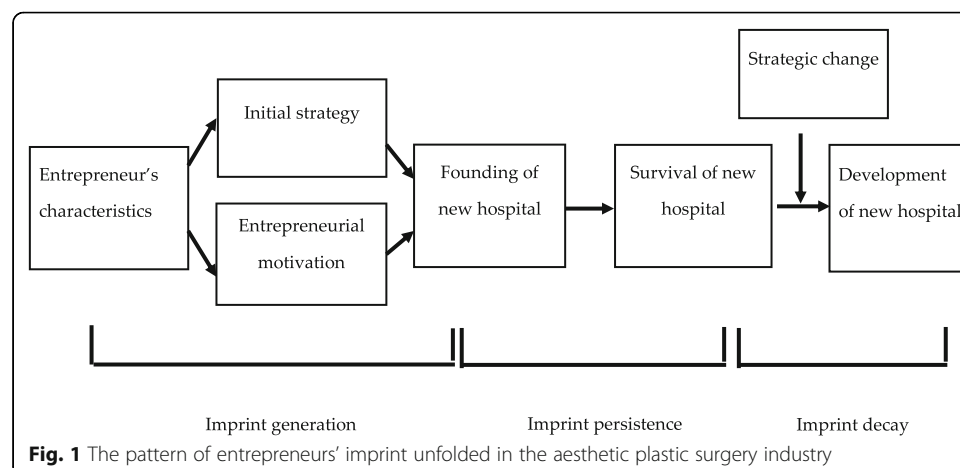 Strategic change
Initial strategy
Entrepreneur's
characteristics
Founding of
new hospital
Survival of new
hospital
Development
of new hospital
Entrepreneurial
motivation
Imprint generation
Imprint persistence
Imprint decay
Fig. 1 The pattern of entrepreneurs' imprint unfolded in the aesthetic plastic surgery industry